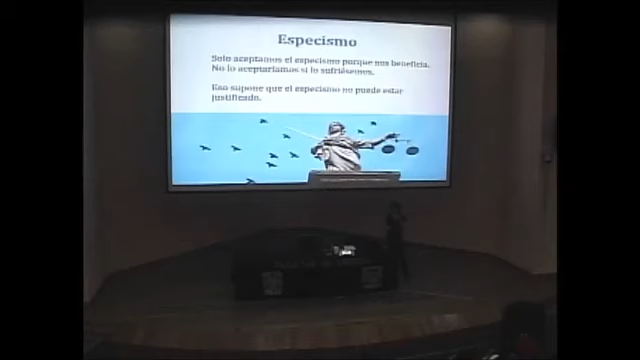 Especismo
Solo aceptamos el especismo porque nos beneficia.
No lo aceptaríamos si lo sufriésemos.
Eso supone que el especismo no puede estar
justificado.